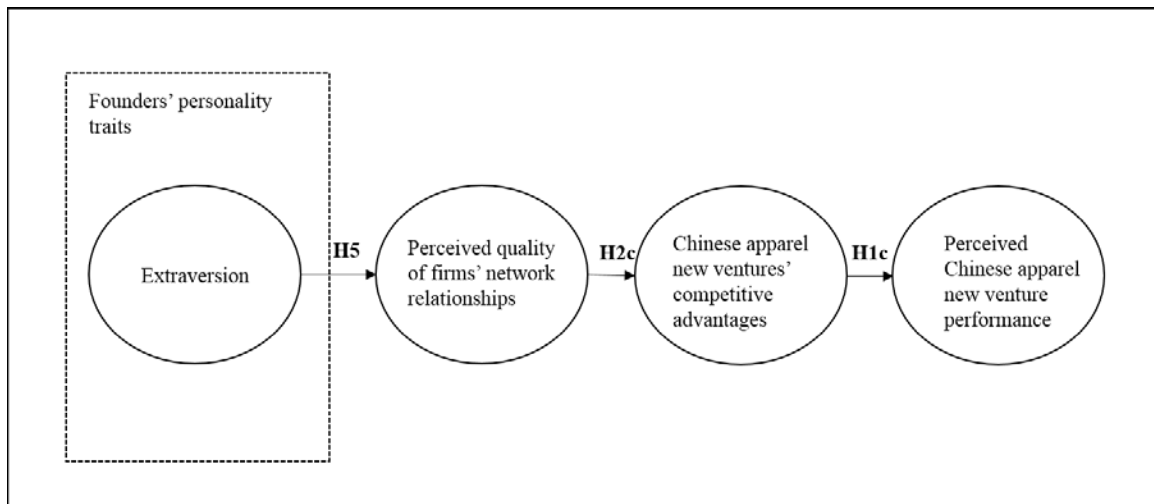 Founders’ personality
traits
Extraversion
H5
Perceived quality
of firms’ network
relationships
H2c
Chinese apparel
new ventures’
competitive
advantages
H1c
Perceived
Chinese apparel
new venture
performance